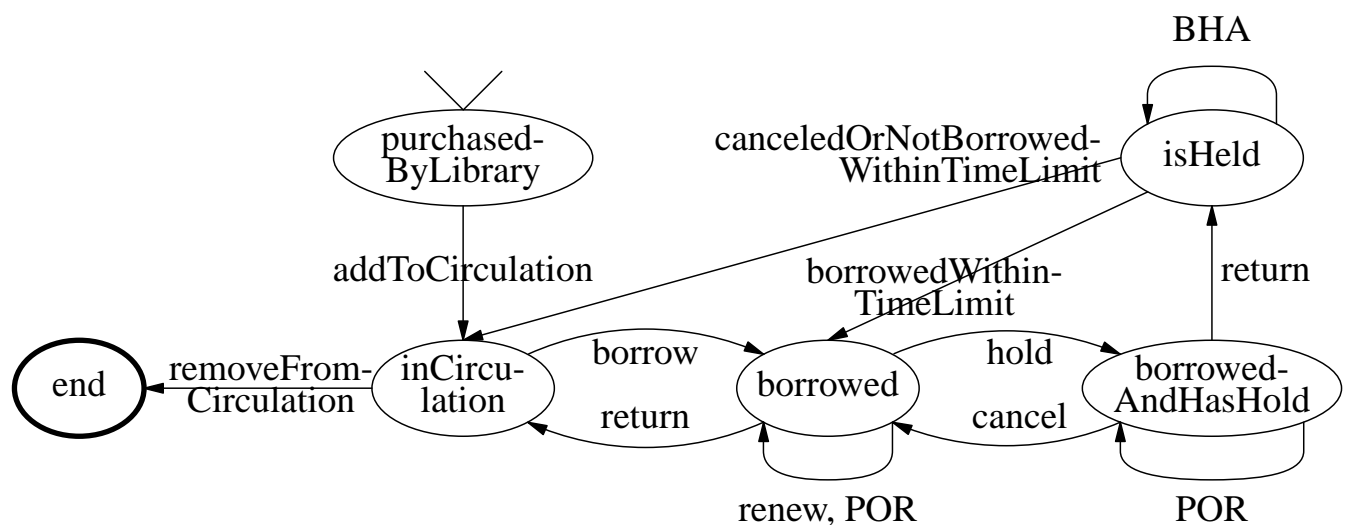 BHA
purchased-
ByLibrary
canceledOrNotBorrowed-
WithinTimeLimit
isHeld
addToCirculation
borrowedWithin-
TimeLimit
return
end
removeFrom-
Circulation
inCircu-
lation
borrow
return
borrowed
hold
cancel
borrowed-
AndHasHold
renew, POR
POR